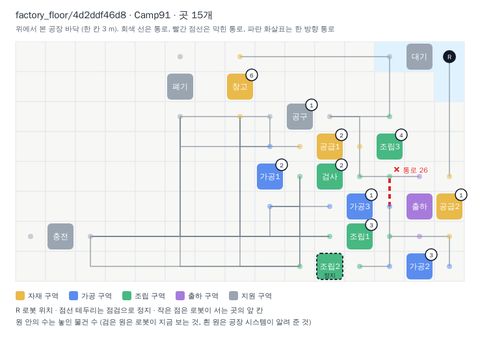 factory_floor/4d2ddf46d8 · Camp91 · 곳 15개
위에서 본 공장 바닥 (한 칸 3 m). 회색 선은 통로, 빨간 점선은 막힌 통로, 파란 화살표는 한 방향 통로
대기 R
폐기 창고 6
공구 1
공급1 2 조립3 4
✖ 통로 26
가공1 2 검사 2
가공3 1 출하 공급2 1
충전 조립1 3
조립2 가공2 3
자재 구역 가공 구역 조립 구역 출하 구역 지원 구역
R 로봇 위치 · 점선 테두리는 점검으로 정지 · 작은 점은 로봇이 서는 곳의 앞 칸
원 안의 수는 놓인 물건 수 (검은 원은 로봇이 지금 보는 것, 흰 원은 공장 시스템이 알려 준 것)